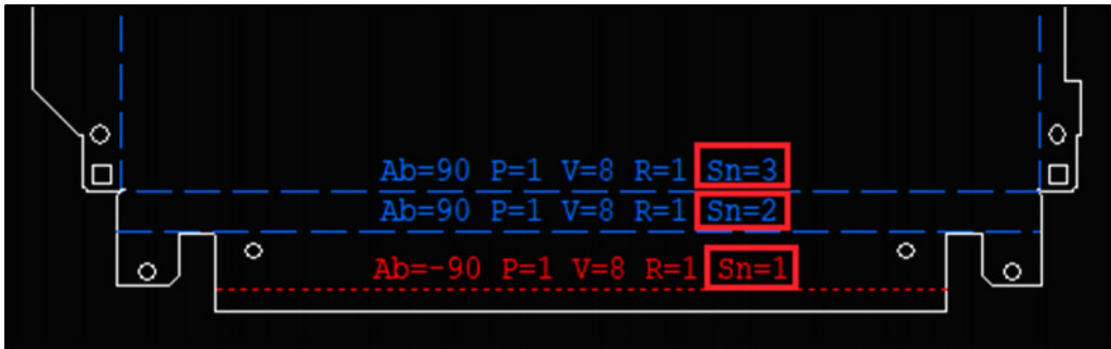 Ab=90 P=1 V=8 R=1 Sn=3
Ab=90 P=1 V=8 R=1 Sn=2
Ab=-90 P=1 V=8 R=1 Sn=1